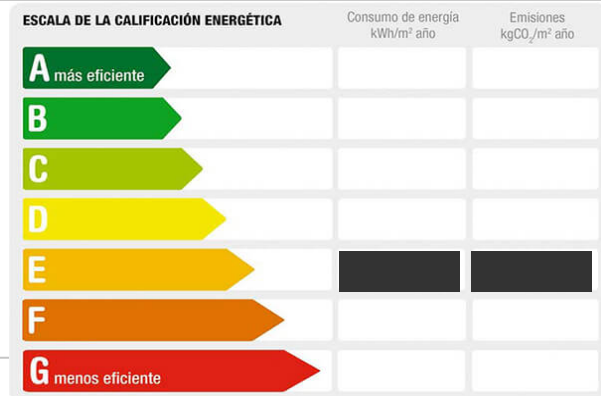 ESCALA DE LA CALIFICACIÓN ENERGÉTICA
Consumo de energía
kWh/m² año
Emisiones
kgCO₂/m² año
A más eficiente
B
C
D
E
F
G menos eficiente